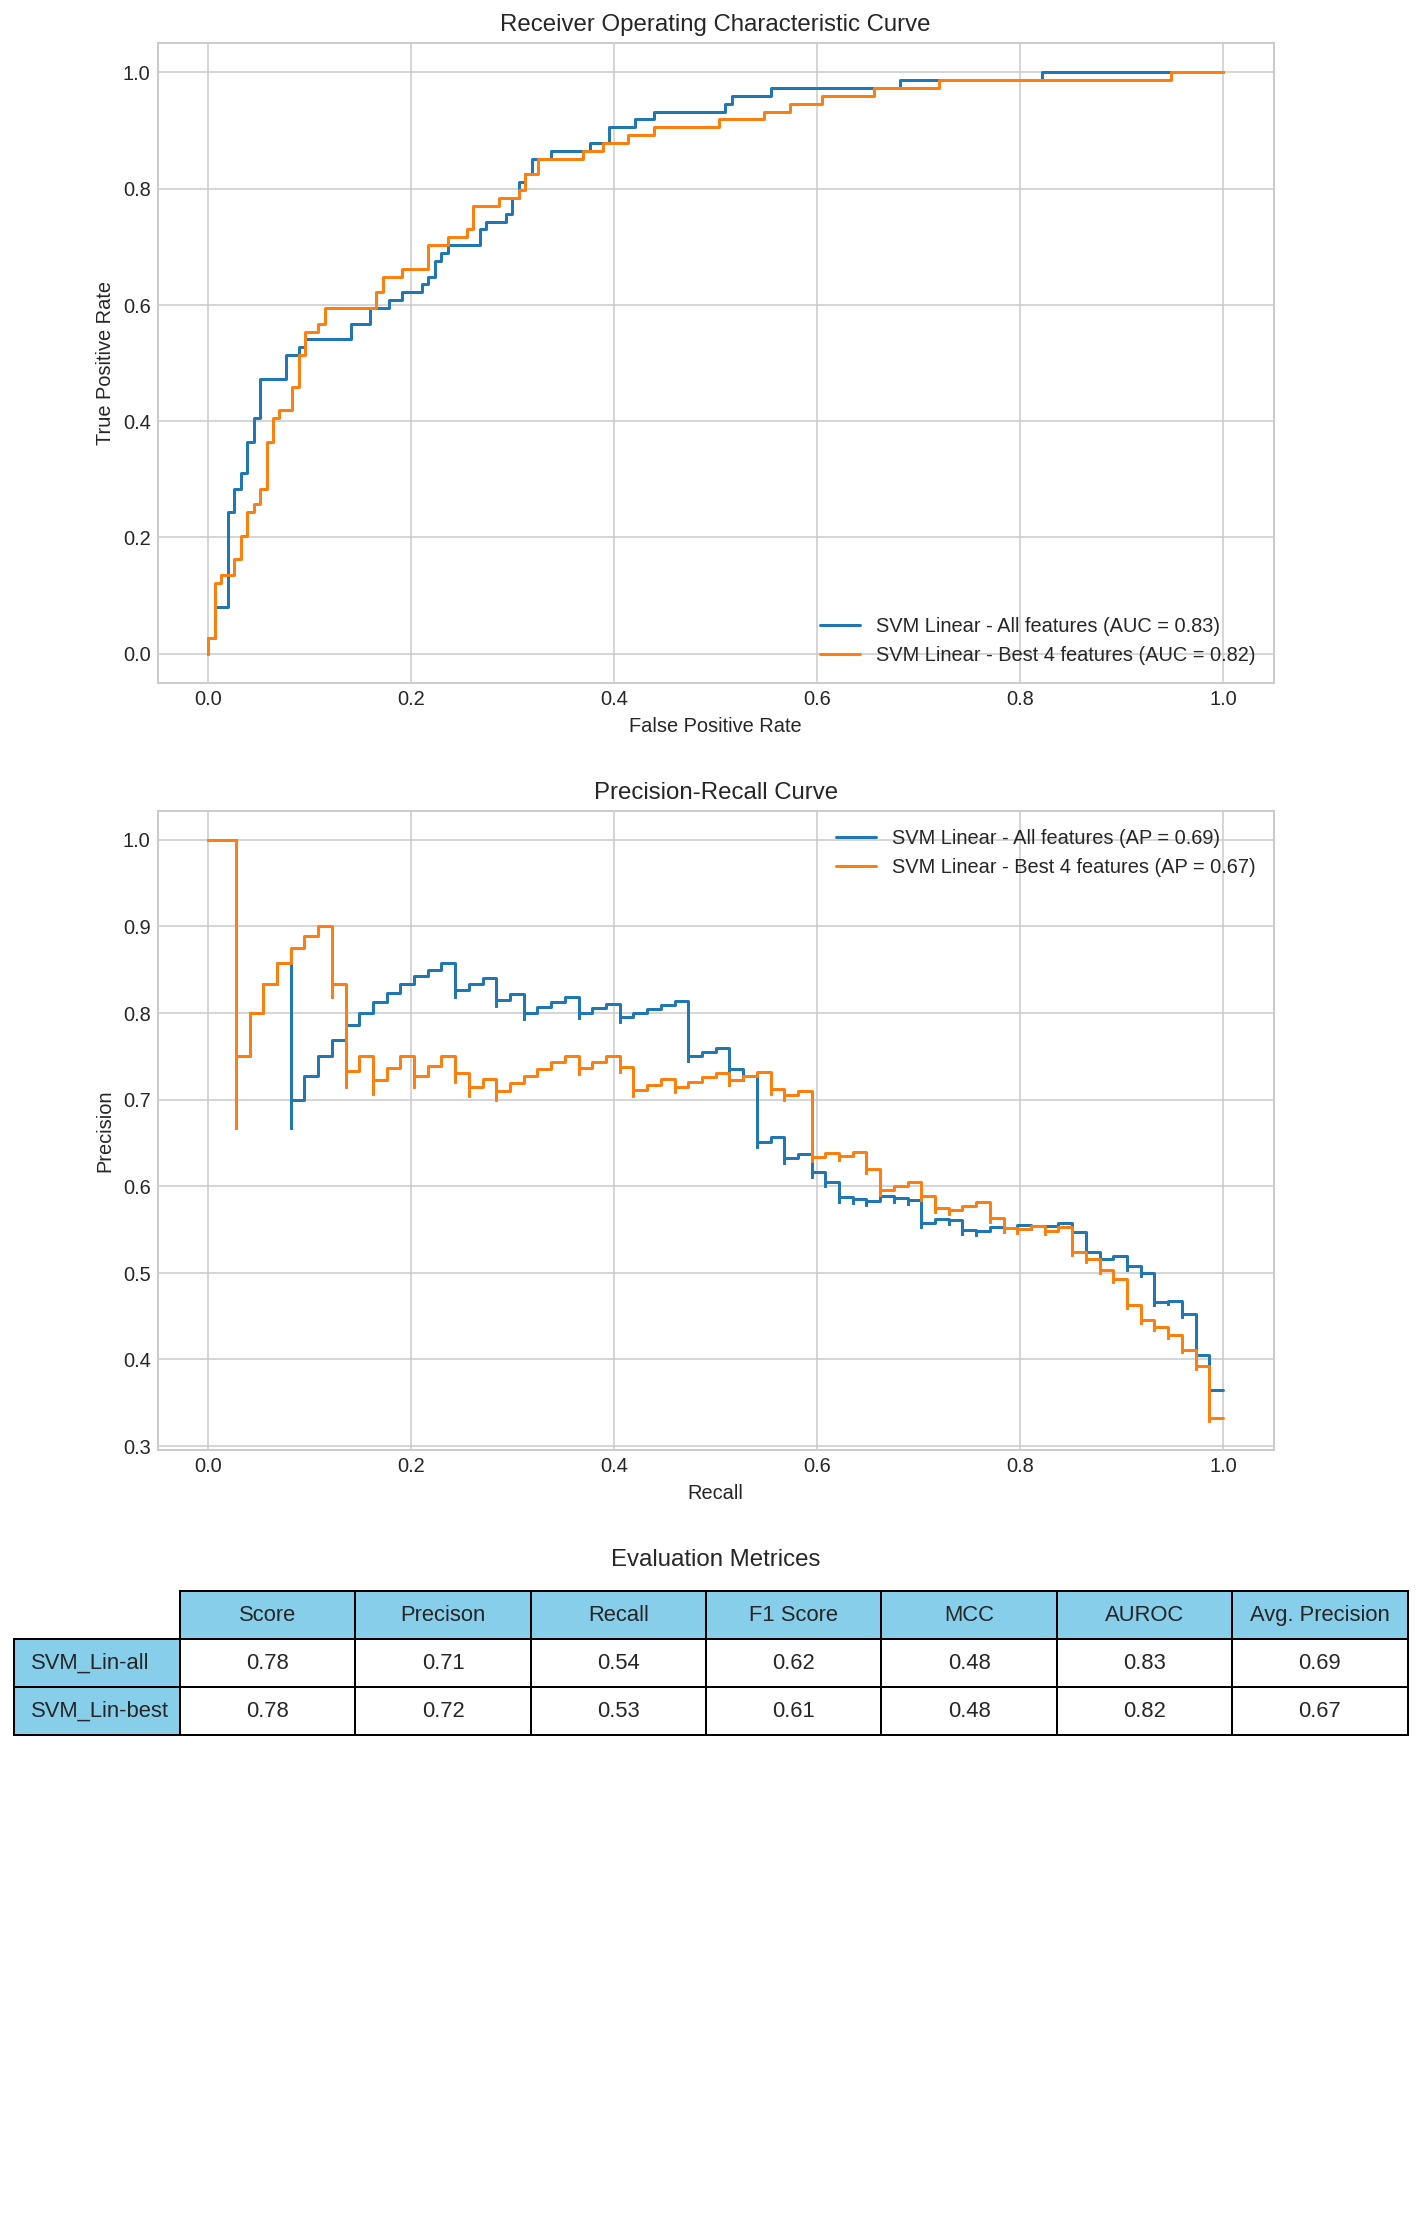 Receiver Operating Characteristic Curve
1.0
0.8
0.6
0.4
0.2
0.0
True Positive Rate
SVM Linear - All features (AUC = 0.83)
SVM Linear - Best 4 features (AUC = 0.82)
0.0 0.2 0.4 0.6 0.8 1.0
False Positive Rate
Precision-Recall Curve
1.0
0.9
0.8
0.7
0.6
0.5
0.4
0.3
Precision
SVM Linear - All features (AP = 0.69)
SVM Linear - Best 4 features (AP = 0.67)
0.0 0.2 0.4 0.6 0.8 1.0
Recall
Evaluation Metrices
Score Precison Recall F1 Score MCC AUROC Avg. Precision
SVM_Lin-all 0.78 0.71 0.54 0.62 0.48 0.83 0.69
SVM_Lin-best 0.78 0.72 0.53 0.61 0.48 0.82 0.67